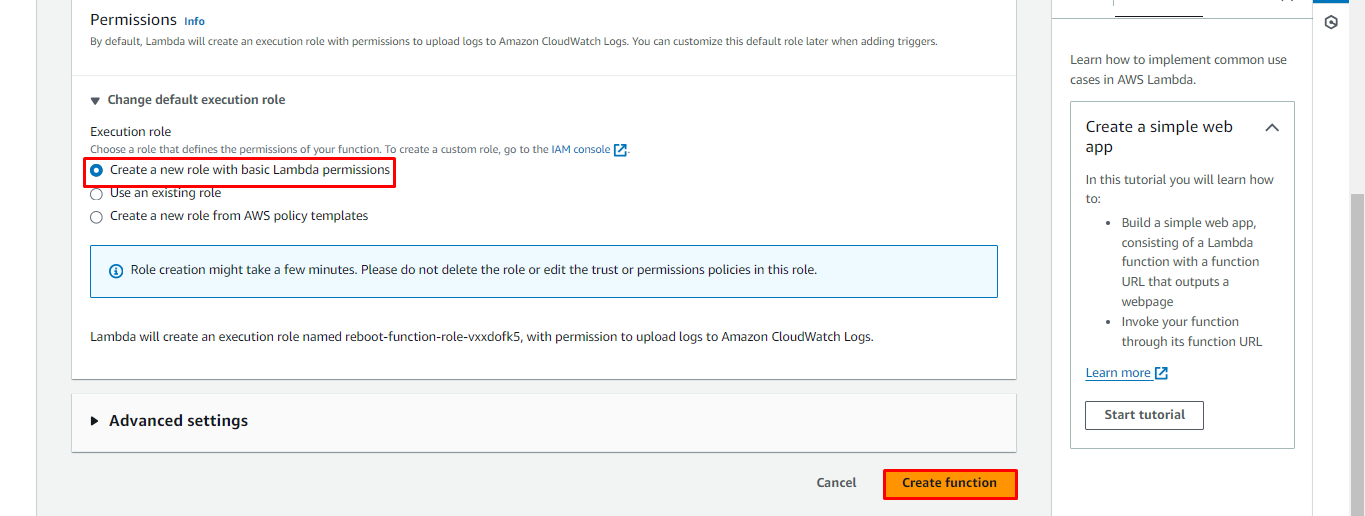 Permissions Info
By default, Lambda will create an execution role with permissions to upload logs to Amazon CloudWatch Logs. You can customize this default role later when adding triggers.
Change default execution role
Execution role
Choose a role that defines the permissions of your function. To create a custom role, go to the IAM console.
Create a new role with basic Lambda permissions
Use an existing role
Create a new role from AWS policy templates
Role creation might take a few minutes. Please do not delete the role or edit the trust or permissions policies in this role.
Lambda will create an execution role named reboot-function-role-vxxdofk5, with permission to upload logs to Amazon CloudWatch Logs.
Advanced settings
Cancel
Create function
Learn how to implement common use
cases in AWS Lambda.
Create a simple web
app
In this tutorial you will learn how
to:
• Build a simple web app,
consisting of a Lambda
function with a function
URL that outputs a
webpage
• Invoke your function
through its function URL
Learn more
Start tutorial